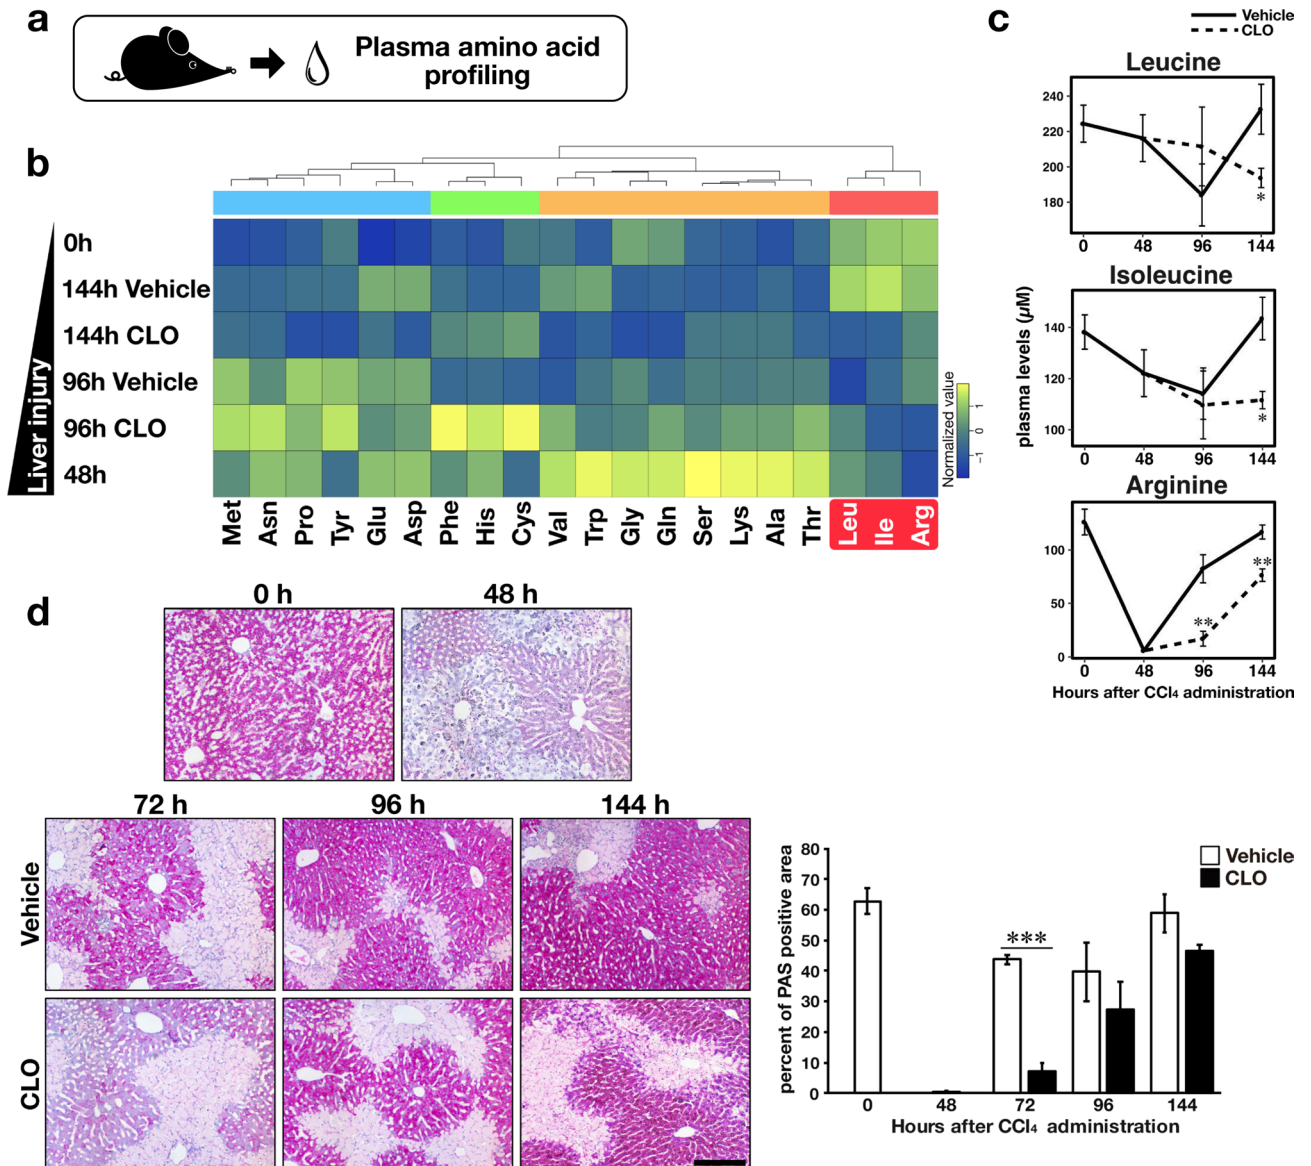 a
Plasma amino acid
profiling
b
Liver injury
0h
144h Vehicle
144h CLO
96h Vehicle
96h CLO
48h
Met Asn Pro Tyr Glu Asp Phe His Cys Val Trp Gly Gln Ser Lys Ala Thr Leu Ile Arg
Normalized value
1
0
−1
c
Vehicle
CLO
plasma levels (µM)
Leucine
240
220
200
180
*
0 48 96 144
Isoleucine
140
120
100
*
0 48 96 144
Arginine
100
50
0
**
**
0 48 96 144
Hours after CCl₄ administration
d
0 h 48 h
72 h 96 h 144 h
Vehicle
CLO
percent of PAS positive area
80
70
60
50
40
30
20
10
0
***
Vehicle
CLO
0 48 72 96 144
Hours after CCl₄ administration